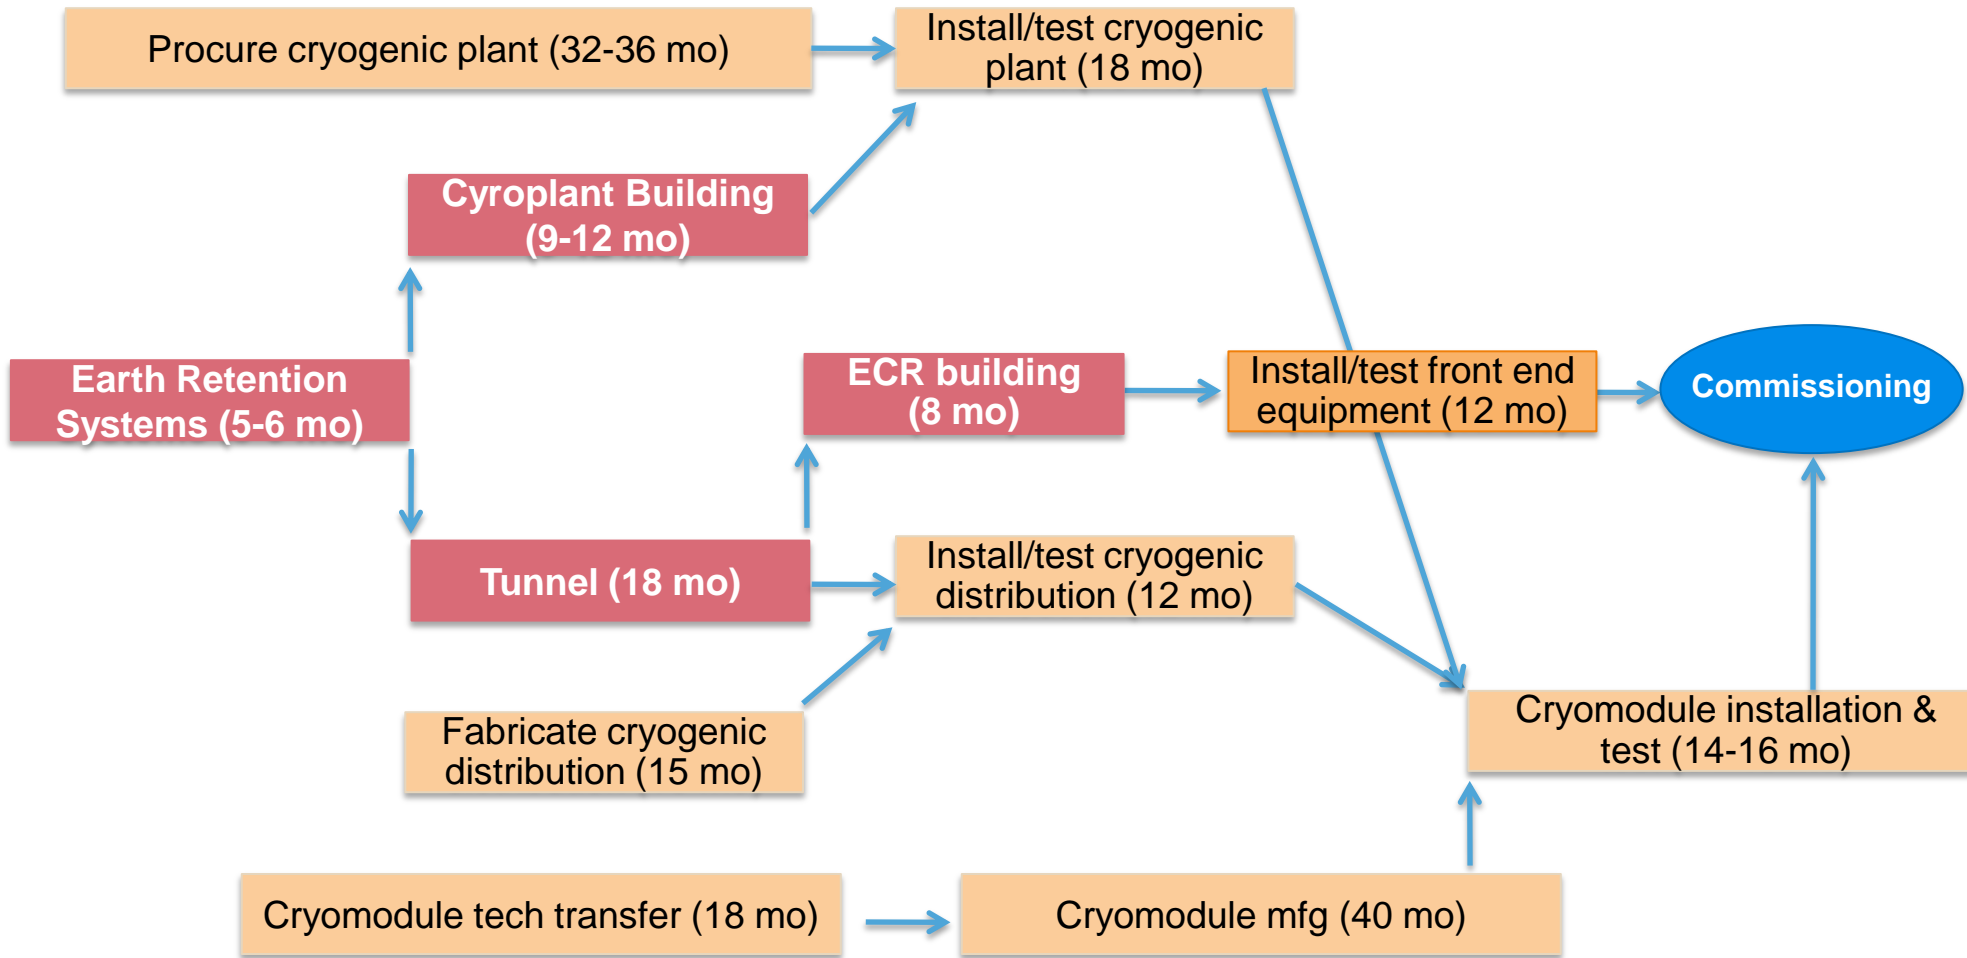 Procure cryogenic plant (32-36 mo)
Install/test cryogenic
plant (18 mo)
Cyroplant Building
(9-12 mo)
Earth Retention
Systems (5-6 mo)
ECR building
(8 mo)
Install/test front end
equipment (12 mo)
Commissioning
Tunnel (18 mo)
Install/test cryogenic
distribution (12 mo)
Fabricate cryogenic
distribution (15 mo)
Cryomodule installation &
test (14-16 mo)
Cryomodule tech transfer (18 mo)
Cryomodule mfg (40 mo)